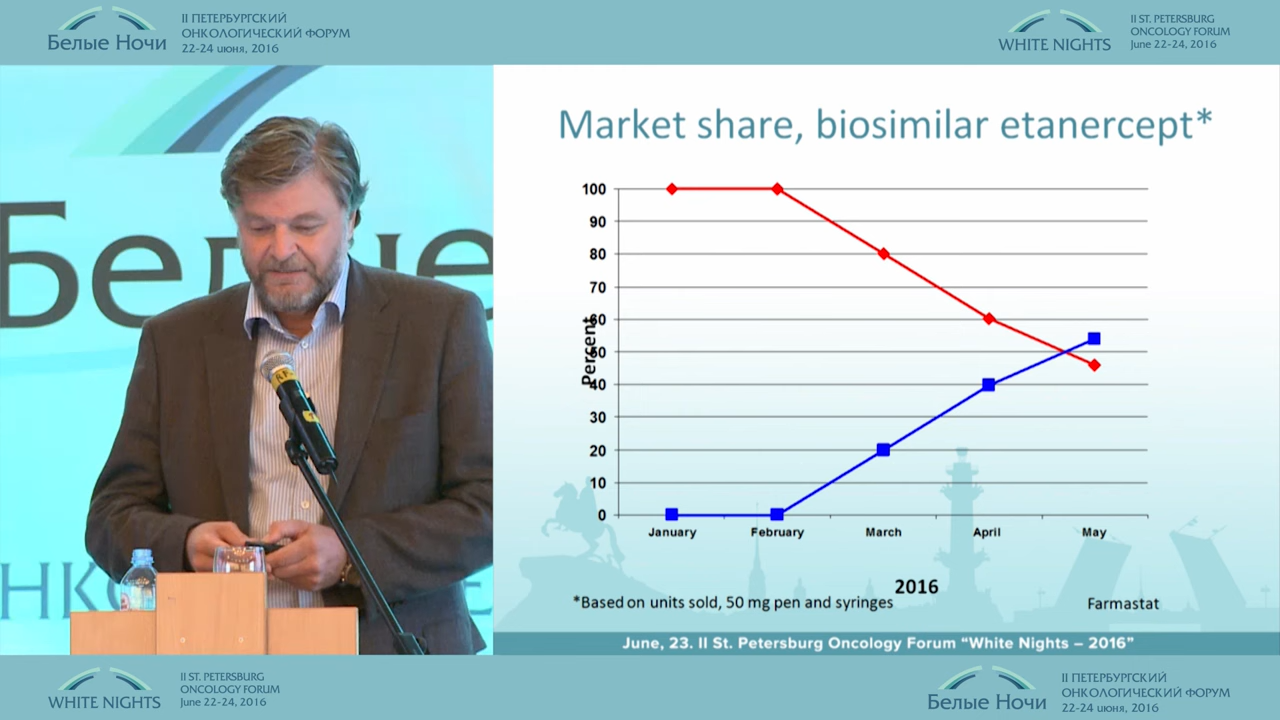 Белые Ночи
II ПЕТЕРБУРГСКИЙ
ОНКОЛОГИЧЕСКИЙ ФОРУМ
22-24 июня, 2016
WHITE NIGHTS
II ST. PETERSBURG
ONCOLOGY FORUM
June 22-24, 2016
Market share, biosimilar etanercept*
Percent
100
90
80
70
60
50
40
30
20
10
0
January February March April May
2016
*Based on units sold, 50 mg pen and syringes
Farmastat
June, 23. II St. Petersburg Oncology Forum “White Nights – 2016”
WHITE NIGHTS
II ST. PETERSBURG
ONCOLOGY FORUM
June 22-24, 2016
Белые Ночи
II ПЕТЕРБУРГСКИЙ
ОНКОЛОГИЧЕСКИЙ ФОРУМ
22-24 июня, 2016